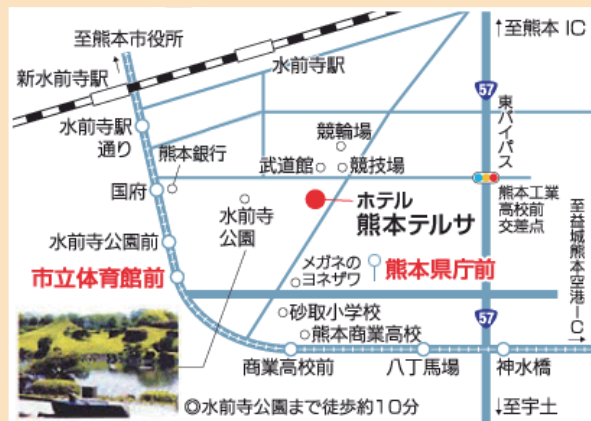 至熊本市役所
↑至熊本IC
新水前寺駅
水前寺駅
57
東バイパス
水前寺駅
通り
競輪場
熊本銀行
武道館
競技場
国府
水前寺
公園
ホテル
熊本テルサ
熊本工業
高校前
交差点
水前寺公園前
市立体育館前
メガネの
ヨネザワ
熊本県庁前
至益城熊本空港IC→
砂取小学校
熊本商業高校
57
商業高校前
八丁馬場
神水橋
◎水前寺公園まで徒歩約10分
↓至宇土